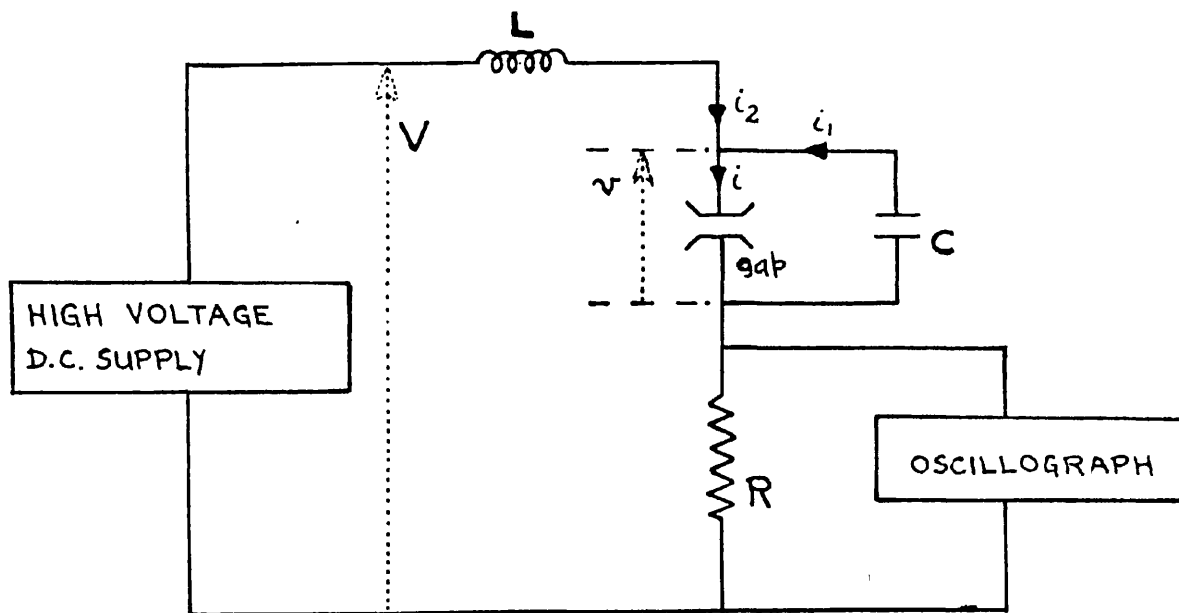 L
i₂
i₁
V
v
i
C
gap
HIGH VOLTAGE
D.C. SUPPLY
R
OSCILLOGRAPH